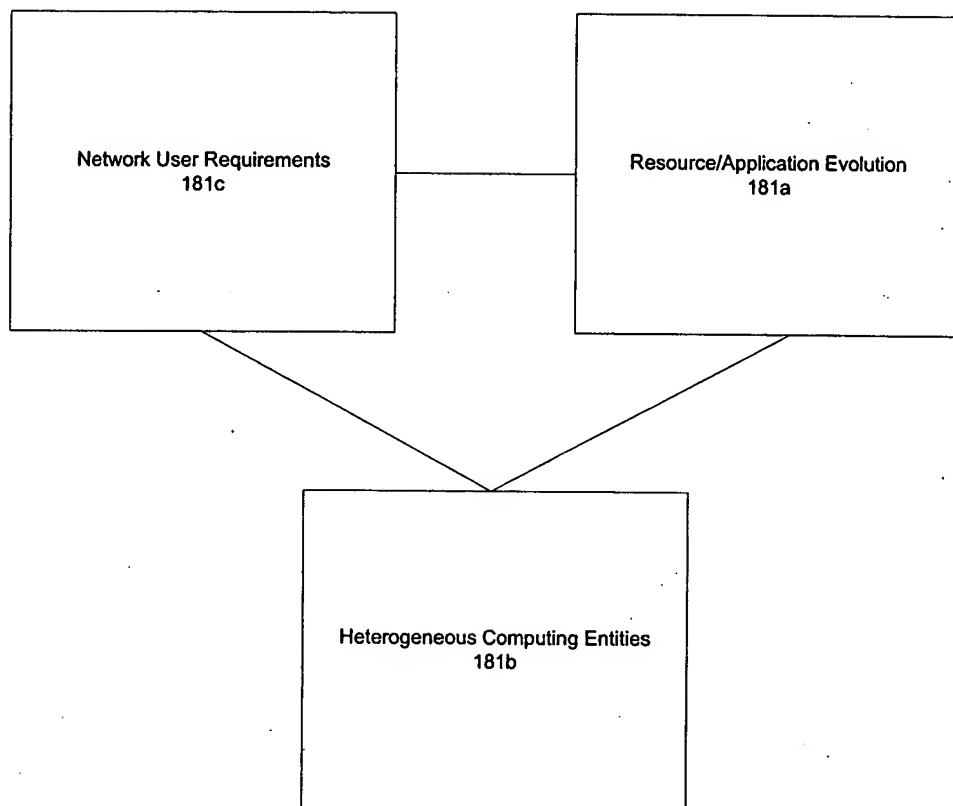 Network User Requirements
181c
Resource/Application Evolution
181a
Heterogeneous Computing Entities
181b